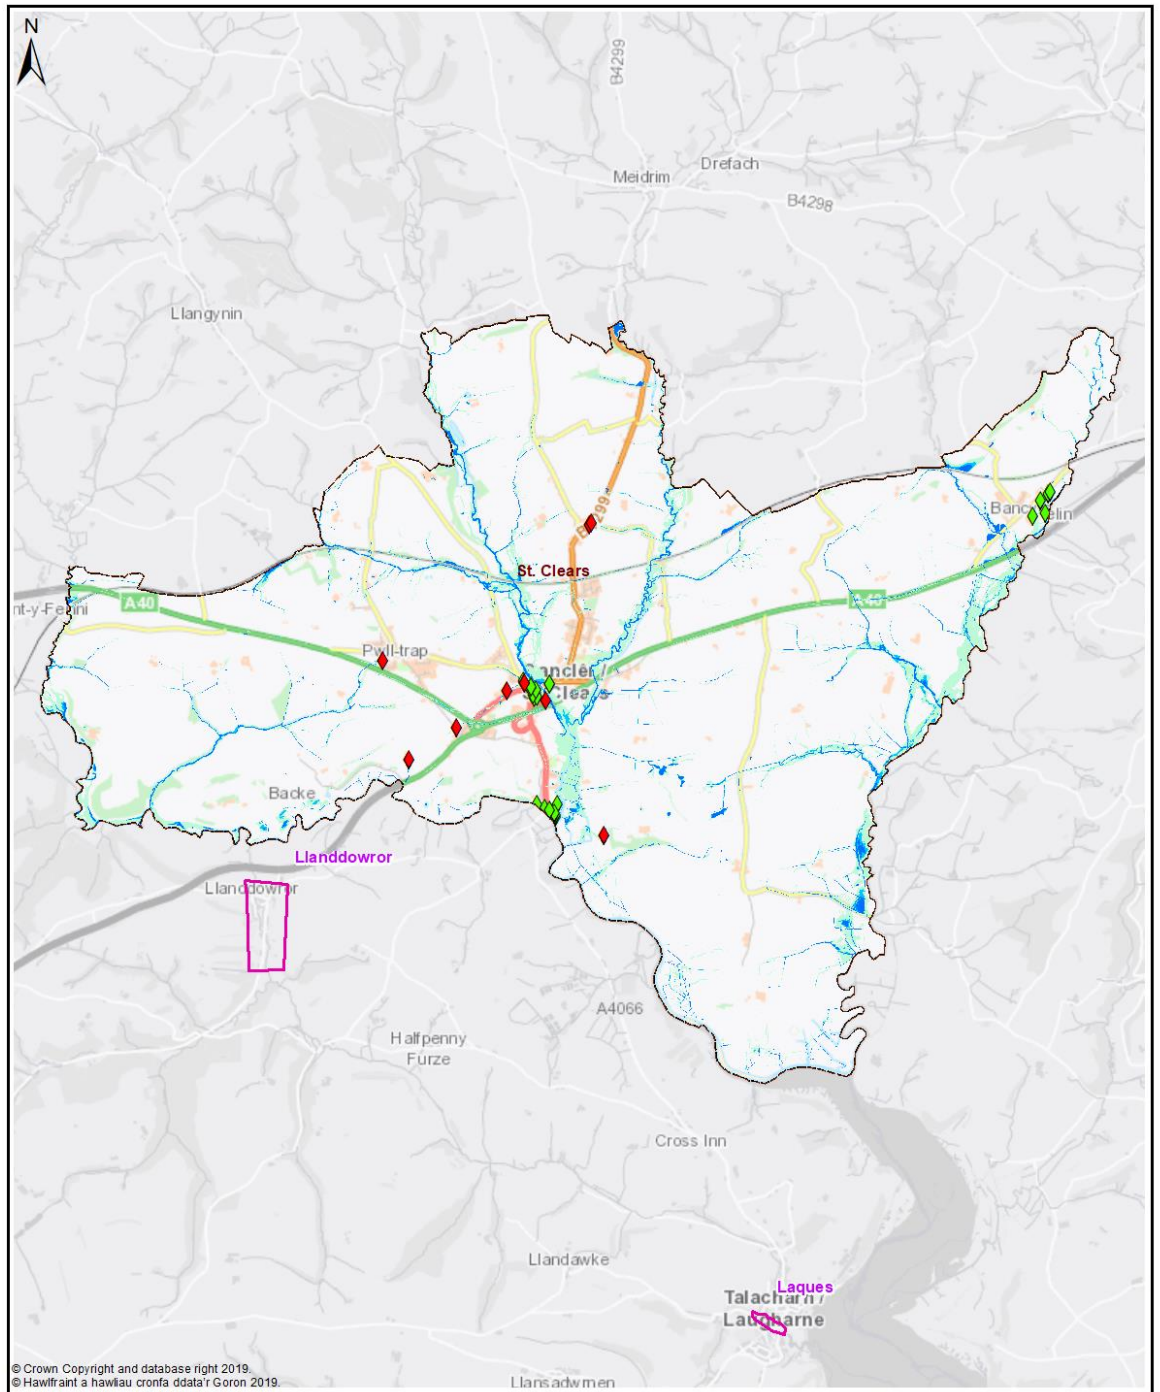 N
B4299
Drefach
Meidrim
B4298
Llangynin
St. Clears
A40
A40
Pwll-trap
Backe
Llanddowror
Llanddowror
A4066
Halfpenny
Furze
Cross Inn
Llandawke
Laques
Talacharn /
Laugharne
© Crown Copyright and database right 2019.
© Hawlfraint a hawliau cronfa ddata'r Goron 2019.